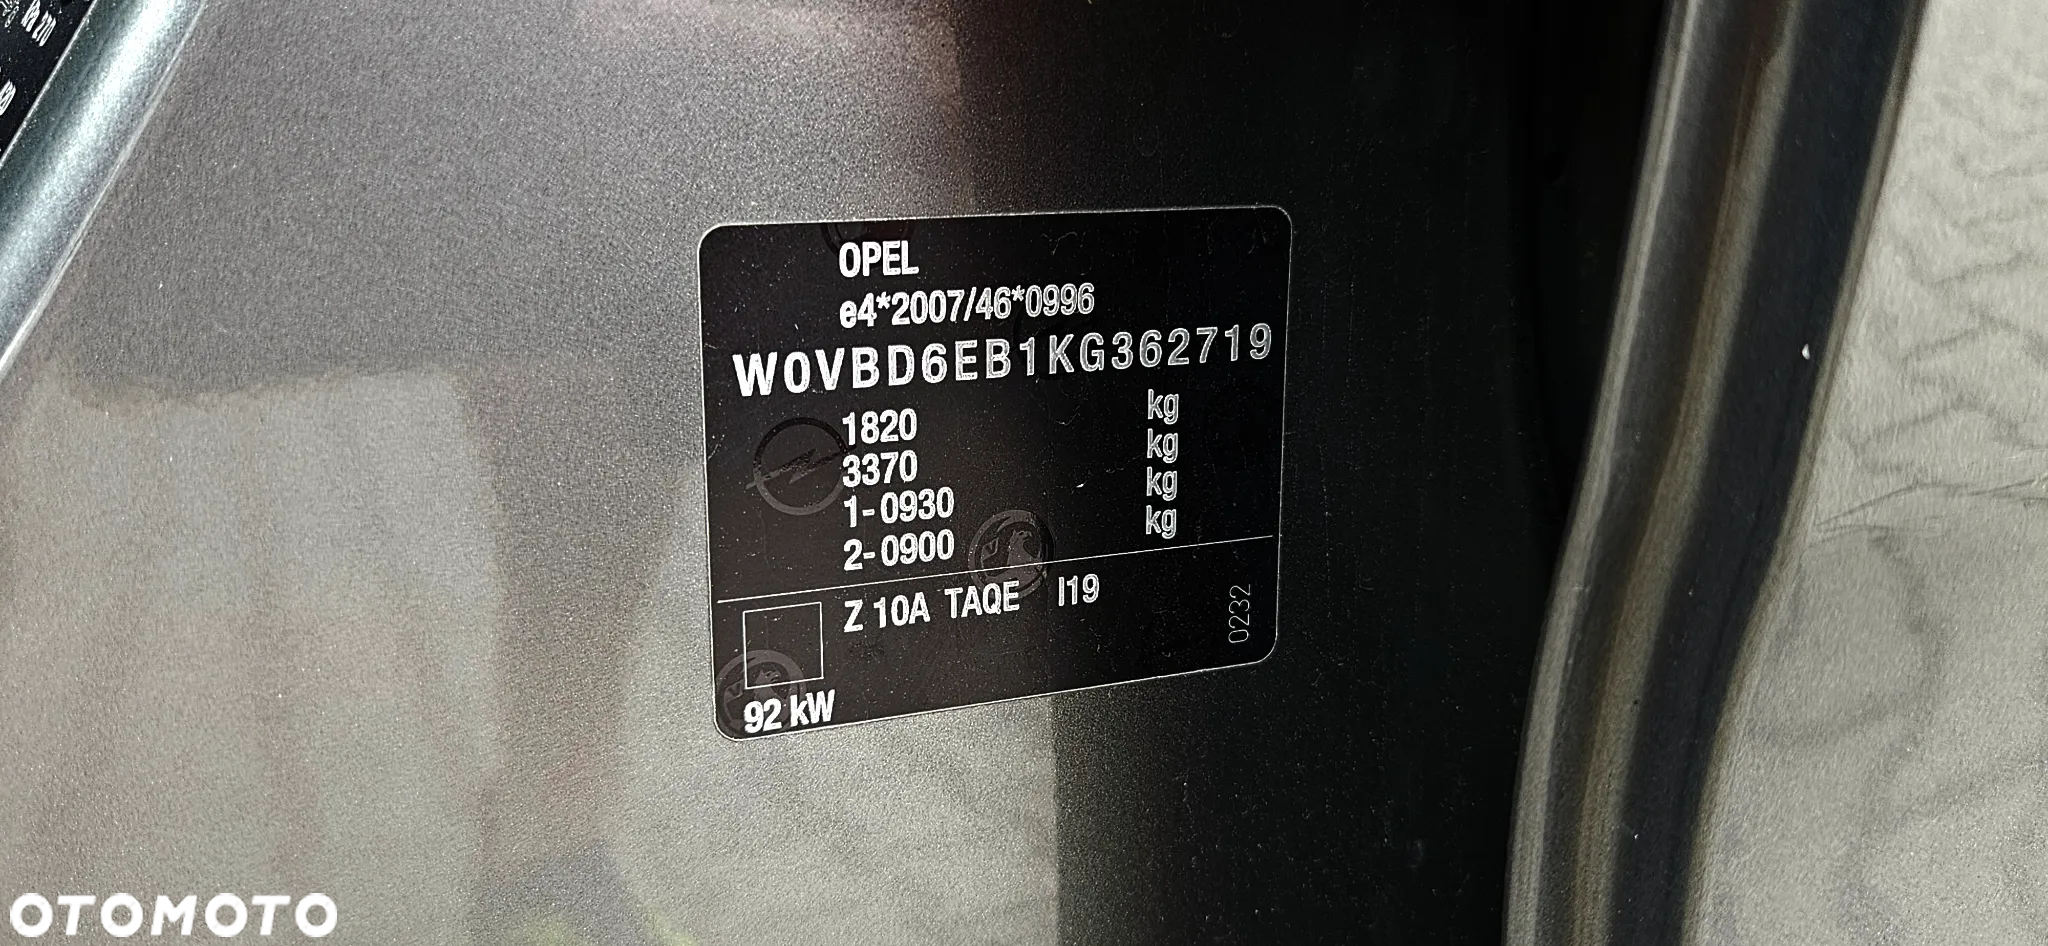 OPEL
e4*2007/46*0996
W0VBD6EB1KG362719
1820 kg
3370 kg
1-0930 kg
2-0900 kg
Z 10A TAQE I19
0232
92 kW
OTOMOTO